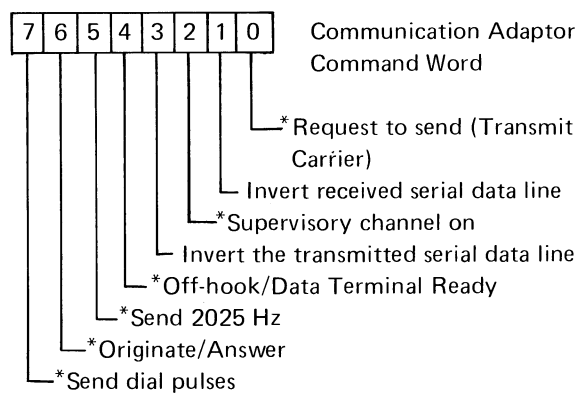 7 6 5 4 3 2 1 0 Communication Adaptor
Command Word
*Request to send (Transmit
Carrier)
Invert received serial data line
*Supervisory channel on
Invert the transmitted serial data line
*Off-hook/Data Terminal Ready
*Send 2025 Hz
*Originate/Answer
*Send dial pulses